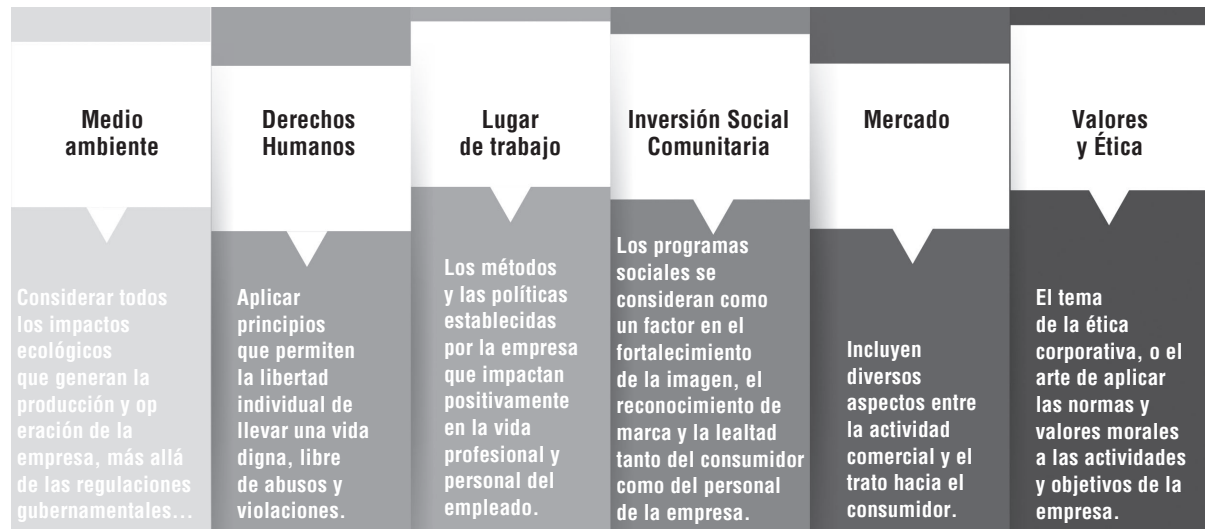 Medio
ambiente
Considerar todos
los impactos
ecológicos
que generan la
producción y op
eración de la
empresa, más allá
de las regulaciones
gubernamentales...
Derechos
Humanos
Aplicar
principios
que permiten
la libertad
individual de
llevar una vida
digna, libre
de abusos y
violaciones.
Lugar
de trabajo
Los métodos
y las políticas
establecidas
por la empresa
que impactan
positivamente
en la vida
profesional y
personal del
empleado.
Inversión Social
Comunitaria
Los programas
sociales se
consideran como
un factor en el
fortalecimiento
de la imagen, el
reconocimiento de
marca y la lealtad
tanto del consumidor
como del personal
de la empresa.
Mercado
Incluyen
diversos
aspectos entre
la actividad
comercial y el
trato hacia el
consumidor.
Valores
y Ética
El tema
de la ética
corporativa, o el
arte de aplicar
las normas y
valores morales
a las actividades
y objetivos de la
empresa.